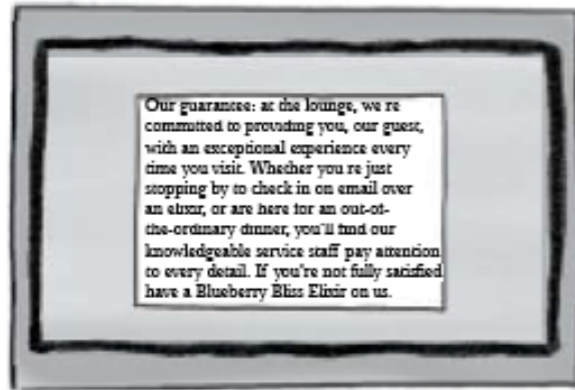 Our guarantee: at the lounge, we re
committed to providing you, our guest,
with an exceptional experience every
time you visit. Whether you re just
stopping by to check in on email over
an elixir, or are here for an out-of-
the-ordinary dinner, you'll find our
knowledgeable service staff pay attention
to every detail. If you're not fully satisfied
have a Blueberry Bliss Elixir on us.